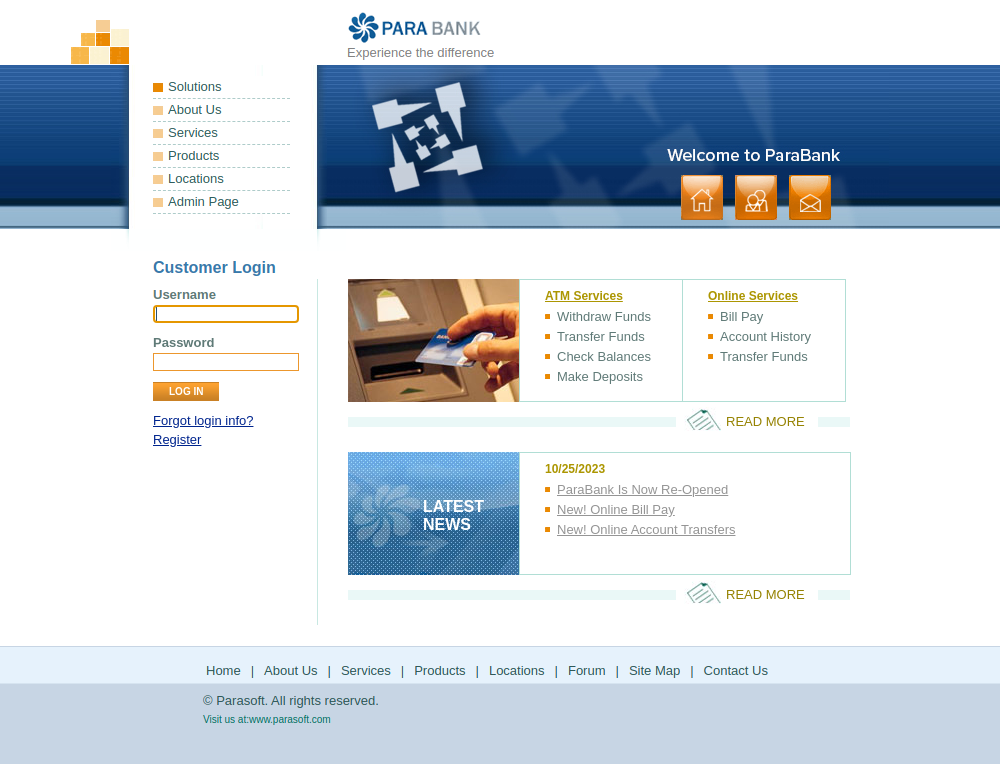 PARA BANK
Experience the difference
Solutions
About Us
Services
Products
Locations
Admin Page
Welcome to ParaBank
Customer Login
Username
Password
LOG IN
Forgot login info?
Register
ATM Services
Withdraw Funds
Transfer Funds
Check Balances
Make Deposits
Online Services
Bill Pay
Account History
Transfer Funds
READ MORE
LATEST
NEWS
10/25/2023
ParaBank Is Now Re-Opened
New! Online Bill Pay
New! Online Account Transfers
READ MORE
Home | About Us | Services | Products | Locations | Forum | Site Map | Contact Us
© Parasoft. All rights reserved.
Visit us at:www.parasoft.com